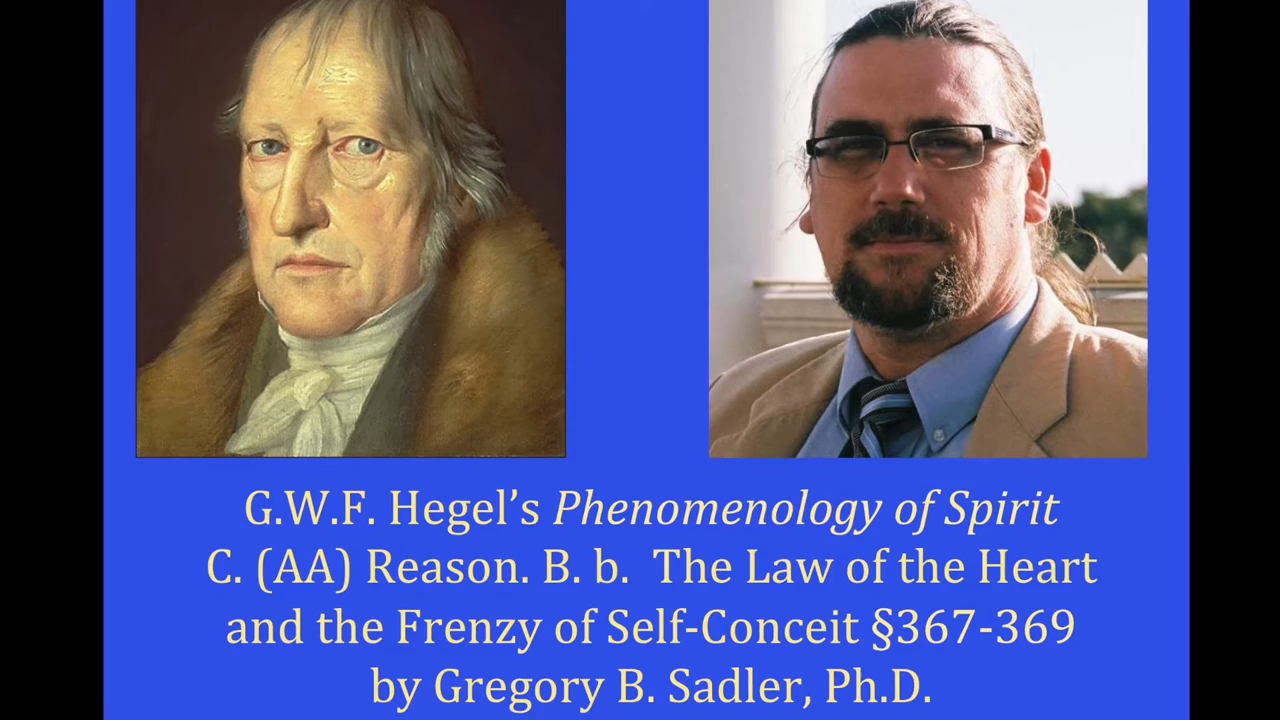 G.W.F. Hegel’s Phenomenology of Spirit
C. (AA) Reason. B. b.  The Law of the Heart
and the Frenzy of Self-Conceit §367-369
by Gregory B. Sadler, Ph.D.